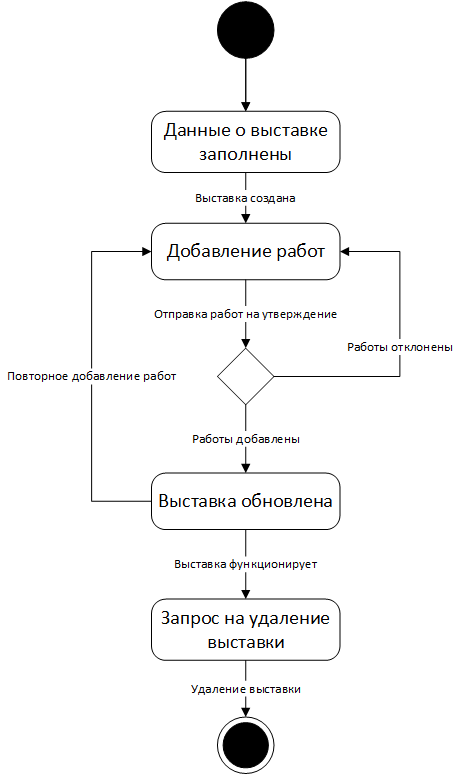 Данные о выставке
заполнены
Выставка создана
Добавление работ
Отправка работ на утверждение
Работы отклонены
Повторное добавление работ
Работы добавлены
Выставка обновлена
Выставка функционирует
Запрос на удаление
выставки
Удаление выставки